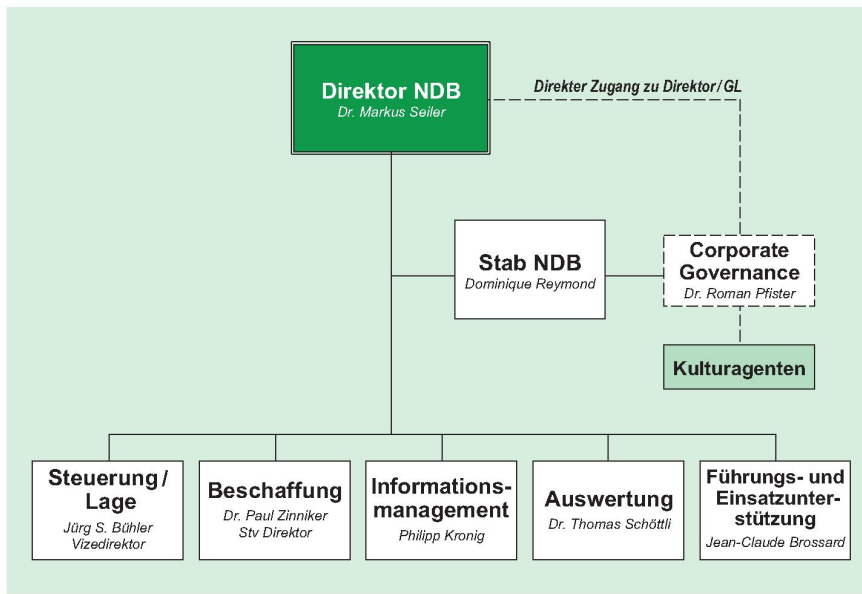 Direktor NDB
Dr. Markus Seiler
Direkter Zugang zu Direktor/GL
Stab NDB
Dominique Reymond
Corporate
Governance
Dr. Roman Pfister
Kulturagenten
Steuerung/
Lage
Jürg S. Bühler
Vizedirektor
Beschaffung
Dr. Paul Zinniker
Stv Direktor
Informations-
management
Philipp Kronig
Auswertung
Dr. Thomas Schöttli
Führungs- und
Einsatzunter-
stützung
Jean-Claude Brossard